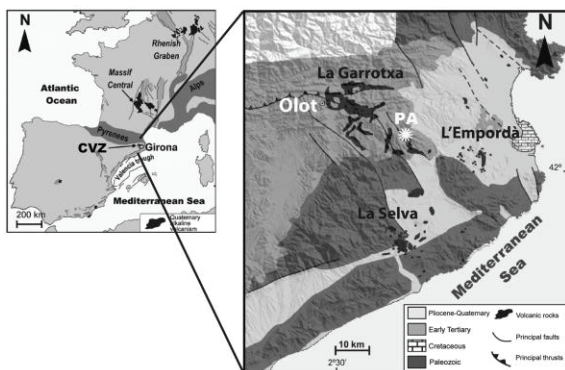 N
Rhenish
Graben
Massif
Central
Atlantic
Ocean
Alps
Pyrenees
CVZ
Girona
Valencia trough
Mediterranean Sea
200 km
Quaternary
alkaline
volcanism
N
La Garrotxa
Olot
PA
L'Empordà
42°
La Selva
Mediterranean
Sea
10 km
2°30'
Pliocene-Quaternary
Early Tertiary
Cretaceous
Paleozoic
Volcanic rocks
Principal faults
Principal thrusts